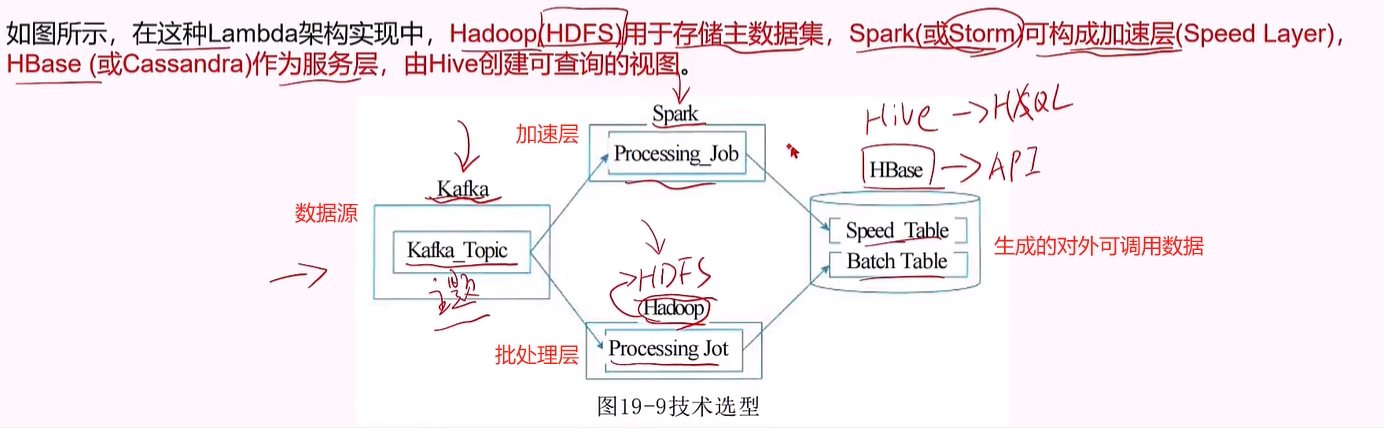 如图所示，在这种Lambda架构实现中，Hadoop(HDFS)用于存储主数据集，Spark(或Storm)可构成加速层(Speed Layer)，
HBase (或Cassandra)作为服务层，由Hive创建可查询的视图。
Spark
加速层
Processing_Job
Hive → HSQL
HBase → API
Kafka
数据源
Kafka_Topic
主题
Speed_Table
Batch Table
生成的对外可调用数据
HDFS
Hadoop
Processing Jot
批处理层
图19-9技术选型